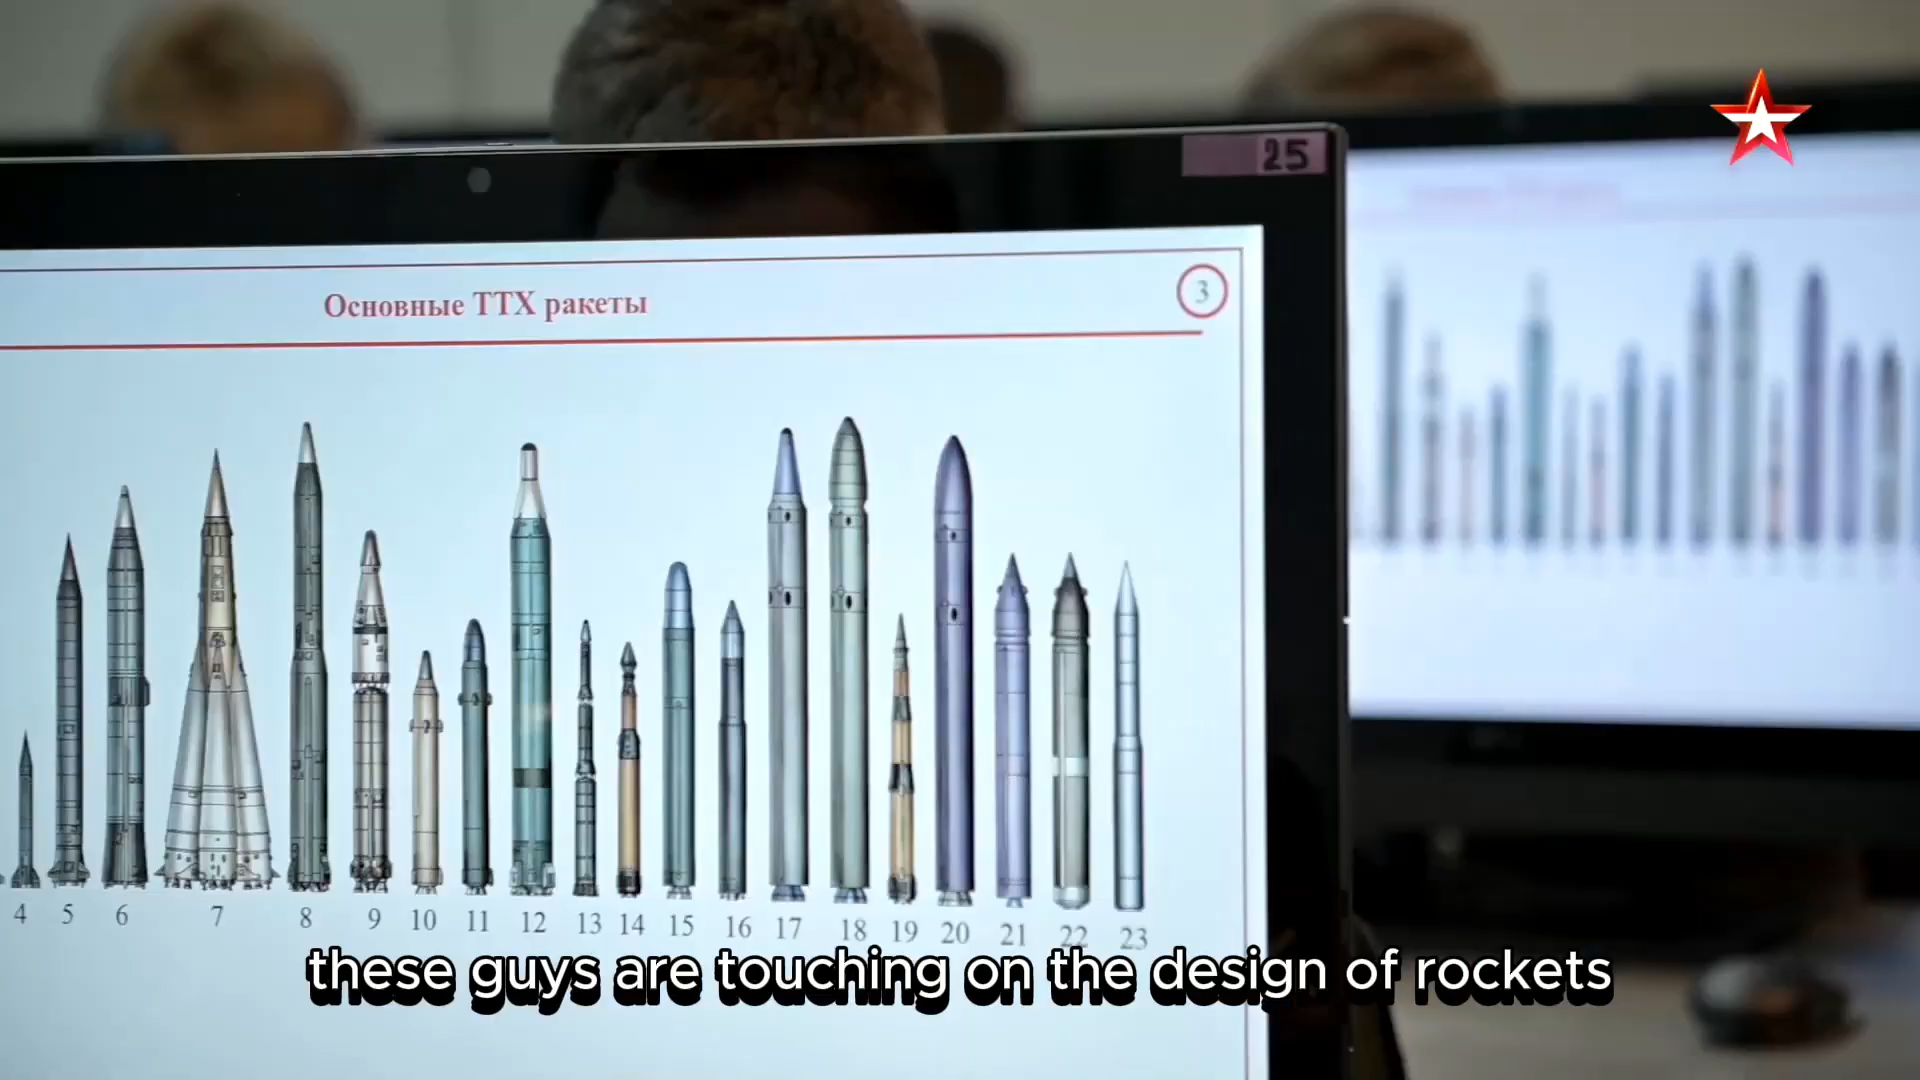 25
Основные ТТХ ракеты
3
4 5 6 7 8 9 10 11 12 13 14 15 16 17 18 19 20 21 22 23
these guys are touching on the design of rockets